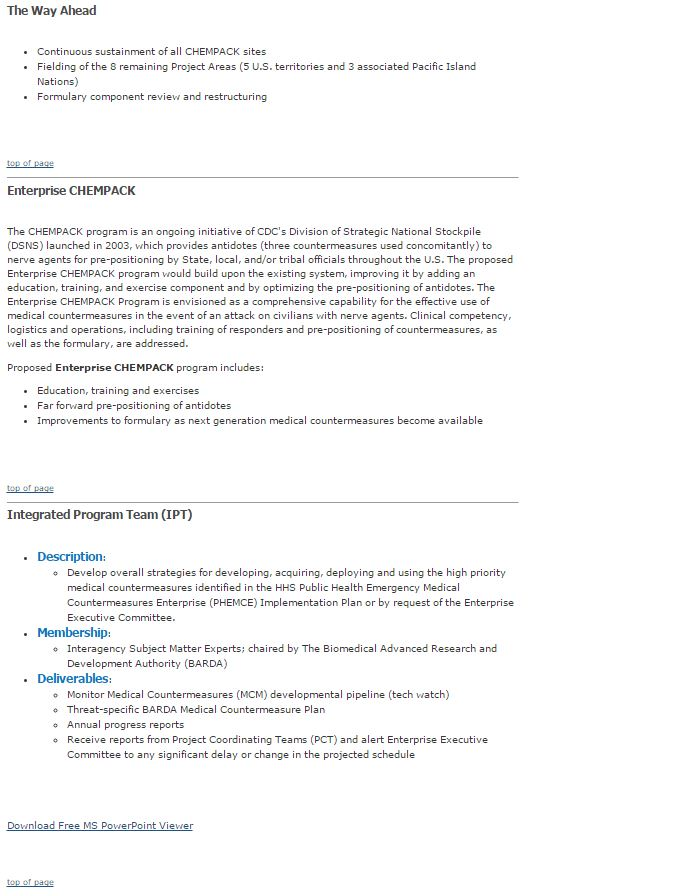 The Way Ahead
Continuous sustainment of all CHEMPACK sites
Fielding of the 8 remaining Project Areas (5 U.S. territories and 3 associated Pacific Island
Nations)
Formulary component review and restructuring
top of page
Enterprise CHEMPACK
The CHEMPACK program is an ongoing initiative of CDC's Division of Strategic National Stockpile
(DSNS) launched in 2003, which provides antidotes (three countermeasures used concomitantly) to
nerve agents for pre-positioning by State, local, and/or tribal officials throughout the U.S. The proposed
Enterprise CHEMPACK program would build upon the existing system, improving it by adding an
education, training, and exercise component and by optimizing the pre-positioning of antidotes. The
Enterprise CHEMPACK Program is envisioned as a comprehensive capability for the effective use of
medical countermeasures in the event of an attack on civilians with nerve agents. Clinical competency,
logistics and operations, including training of responders and pre-positioning of countermeasures, as
well as the formulary, are addressed.
Proposed Enterprise CHEMPACK program includes:
Education, training and exercises
Far forward pre-positioning of antidotes
Improvements to formulary as next generation medical countermeasures become available
top of page
Integrated Program Team (IPT)
Description:
Develop overall strategies for developing, acquiring, deploying and using the high priority
medical countermeasures identified in the HHS Public Health Emergency Medical
Countermeasures Enterprise (PHEMCE) Implementation Plan or by request of the Enterprise
Executive Committee.
Membership:
Interagency Subject Matter Experts; chaired by The Biomedical Advanced Research and
Development Authority (BARDA)
Deliverables:
Monitor Medical Countermeasures (MCM) developmental pipeline (tech watch)
Threat-specific BARDA Medical Countermeasure Plan
Annual progress reports
Receive reports from Project Coordinating Teams (PCT) and alert Enterprise Executive
Committee to any significant delay or change in the projected schedule
Download Free MS PowerPoint Viewer
top of page